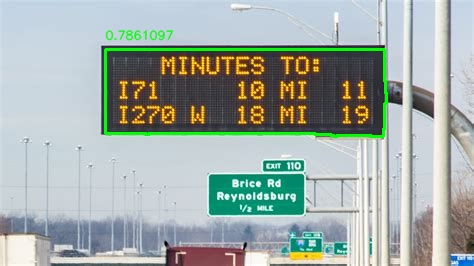 0.7861097
MINUTES TO:
I71 10 MI 11
I270 W 18 MI 19
EXIT 110
Brice Rd
Reynoldsburg
1/2 MILE